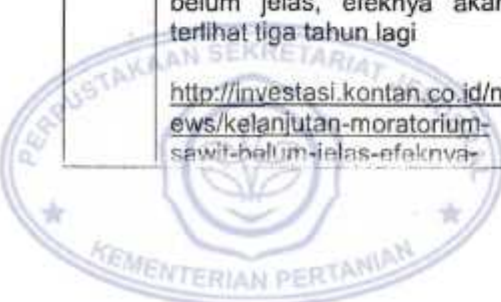 belum jelas, efeknya akan
terlihat tiga tahun lagi
http://investasi.kontan.co.id/n
ews/kelanjutan-moratorium-
sawit-belum-jelas-efeknya-
PERPUSTAKAAN SEKRETARIAT
KEMENTERIAN PERTANIAN